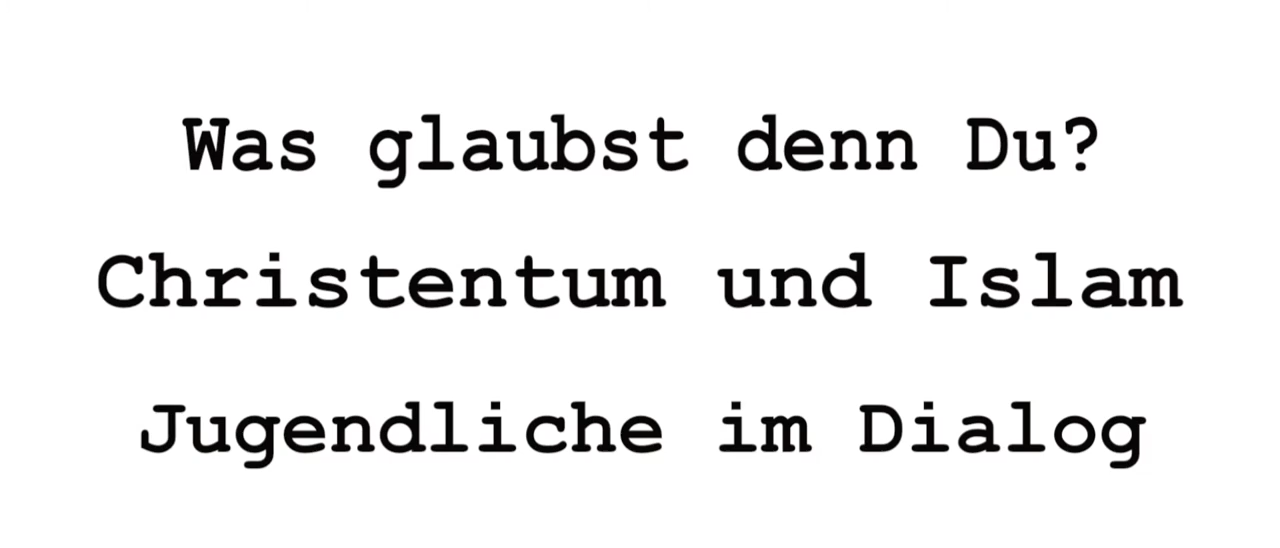 Was glaubst denn Du?
Christentum und Islam
Jugendliche im Dialog